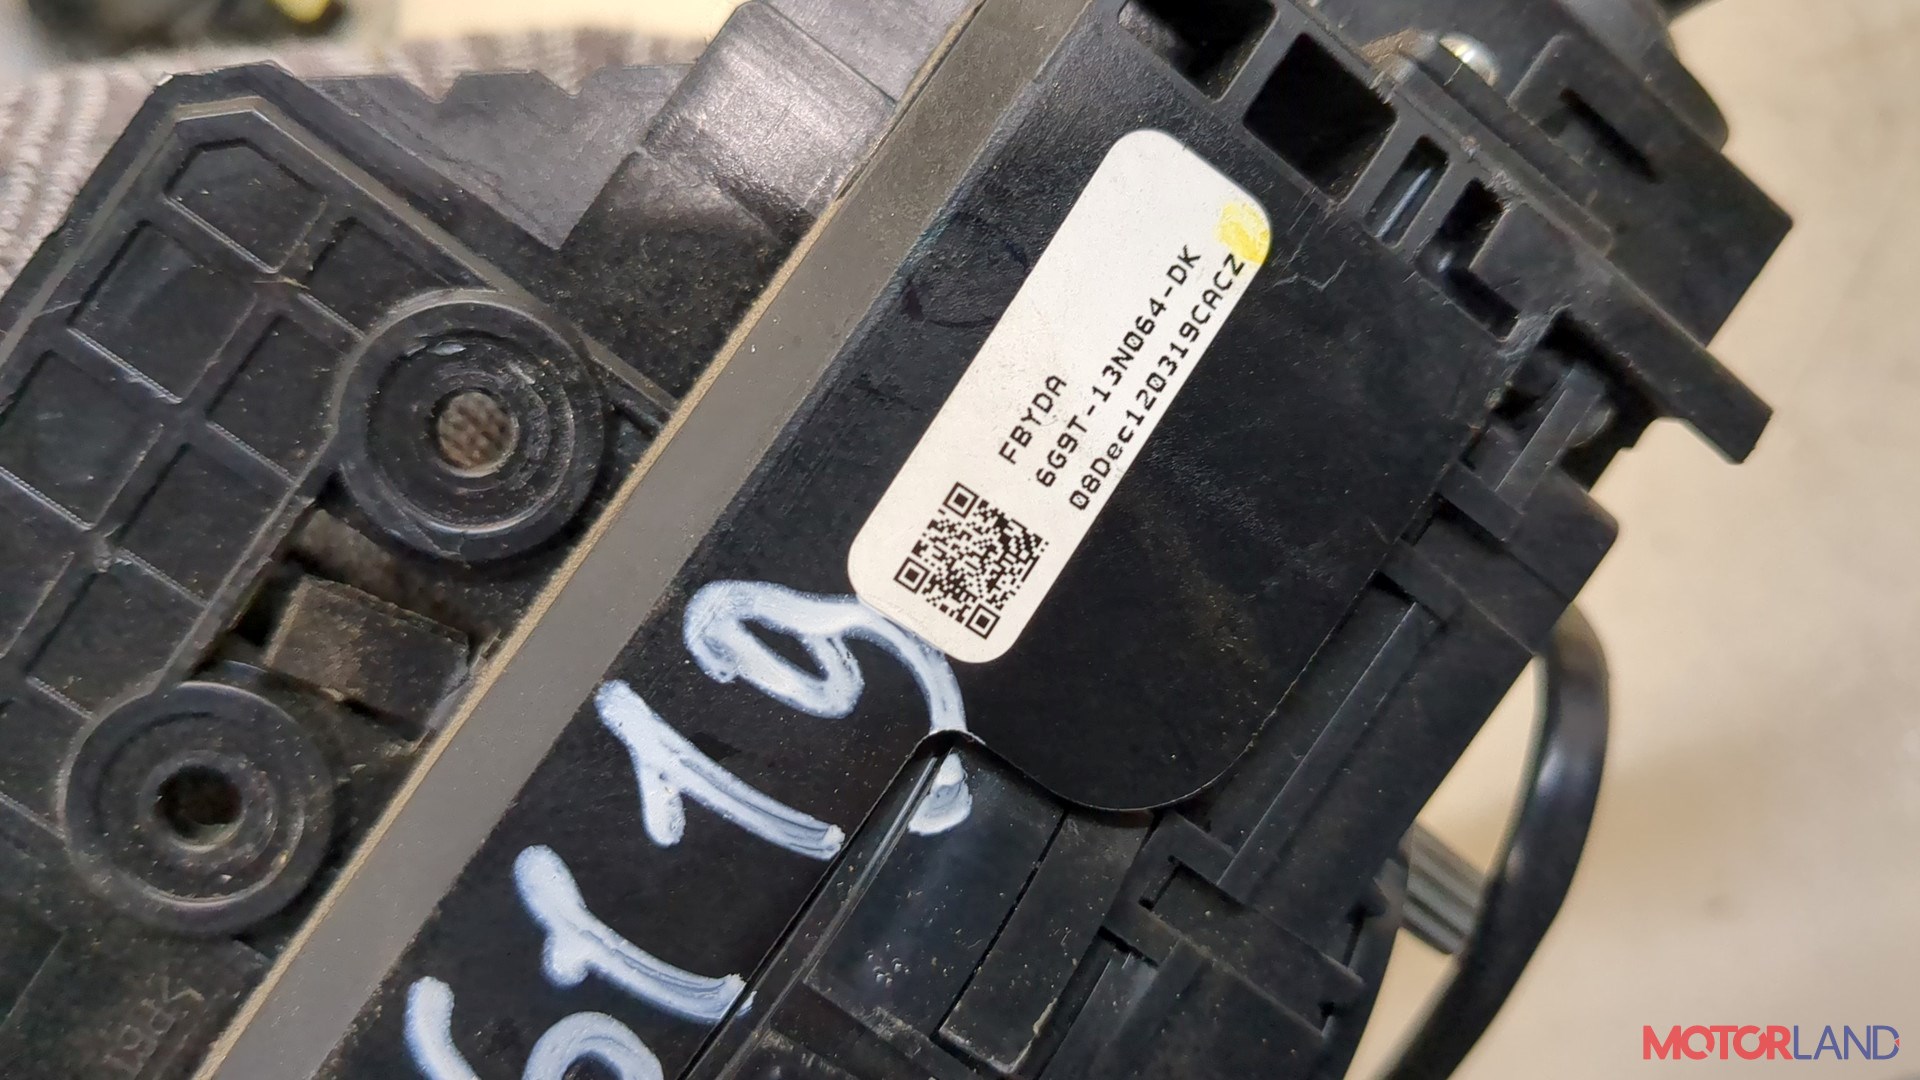 FBYDA
6G9T-13N064-DK
08Dec120319CACZ
6119
MOTORLAND